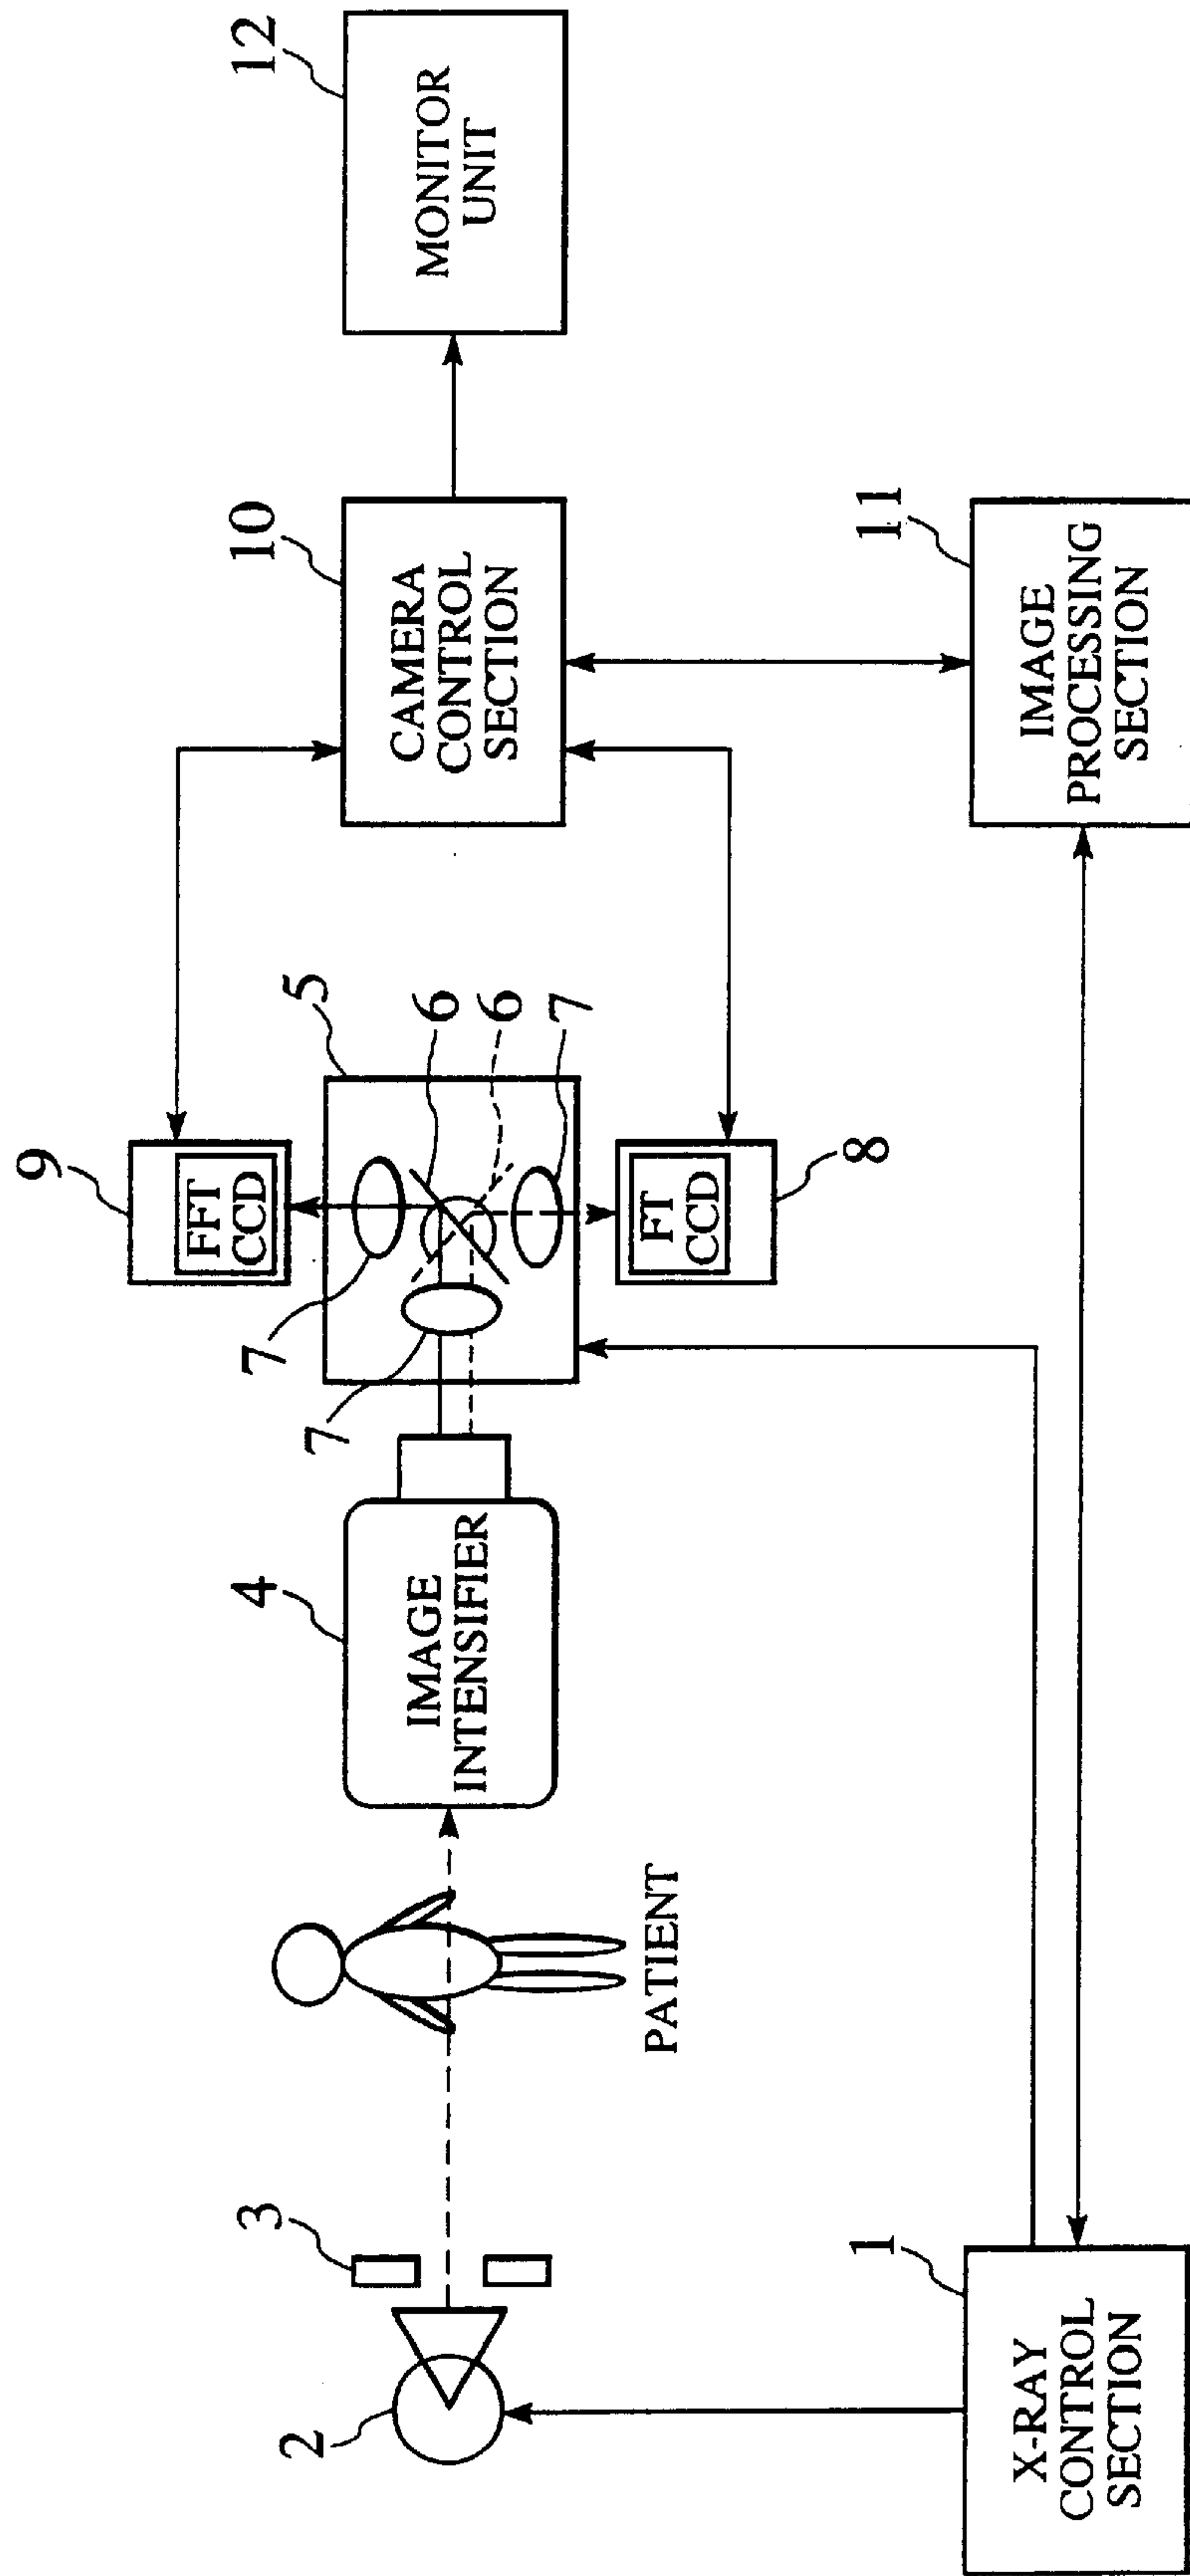 12
MONITOR
UNIT
10
CAMERA
CONTROL
SECTION
11
IMAGE
PROCESSING
SECTION
9
FFT
CCD
5
6
6
7
7
7
FT
CCD
8
4
IMAGE
INTENSIFIER
PATIENT
3
2
1
X-RAY
CONTROL
SECTION